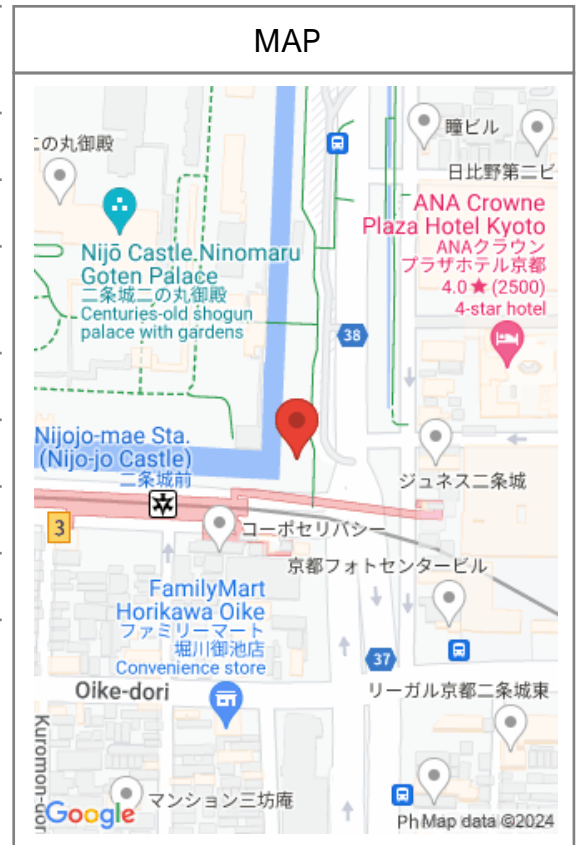 MAP
二の丸御殿
瞳ビル
日比野第二ビ
ANA Crowne
Plaza Hotel Kyoto
ANAクラウン
プラザホテル京都
4.0★(2500)
4-star hotel
Nijō Castle Ninomaru
Goten Palace
二条城二の丸御殿
Centuries-old shogun
palace with gardens
38
Nijojo-mae Sta.
(Nijo-jo Castle)
二条城前
ジュネス二条城
3
コーポセリバシー
京都フォトセンタービル
FamilyMart
Horikawa Oike
ファミリーマート
堀川御池店
Convenience store
37
Oike-dori
リーガル京都二条城東
Kuromon-dori
マンション三坊庵
Google
Map data ©2024